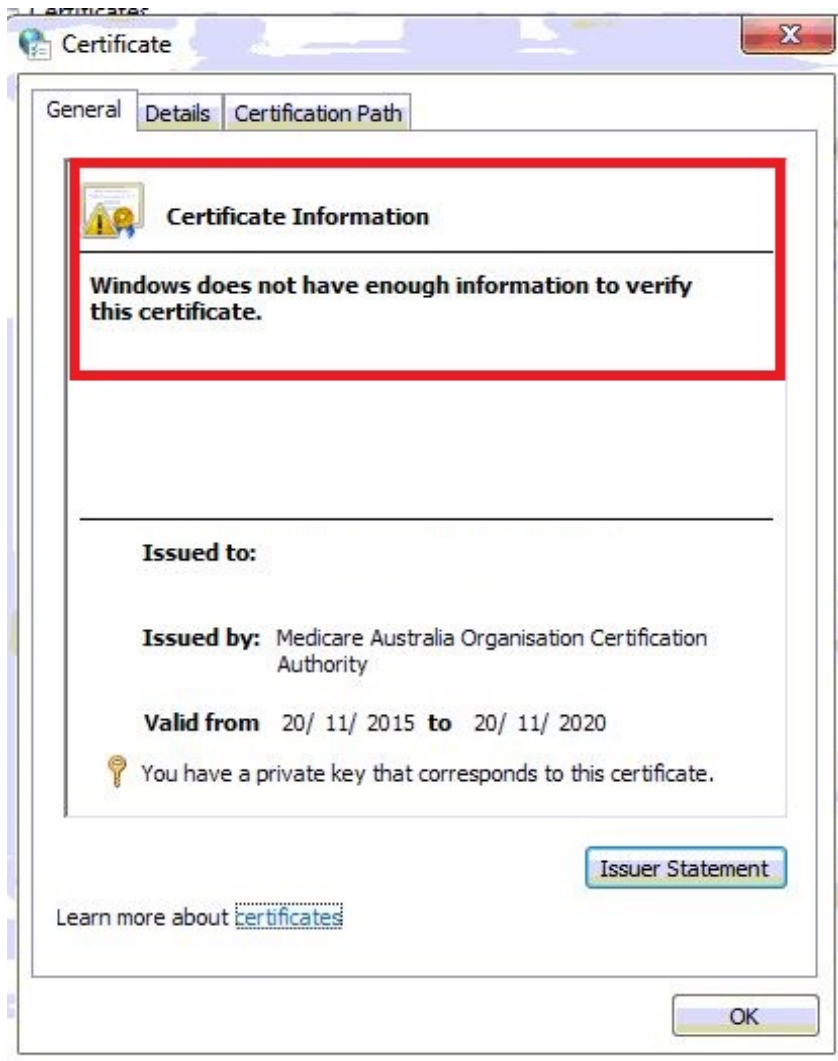 Certificates
Certificate
General Details Certification Path
Certificate Information
Windows does not have enough information to verify
this certificate.
Issued to:
Issued by: Medicare Australia Organisation Certification
Authority
Valid from 20/ 11/ 2015 to 20/ 11/ 2020
You have a private key that corresponds to this certificate.
Issuer Statement
Learn more about certificates
OK